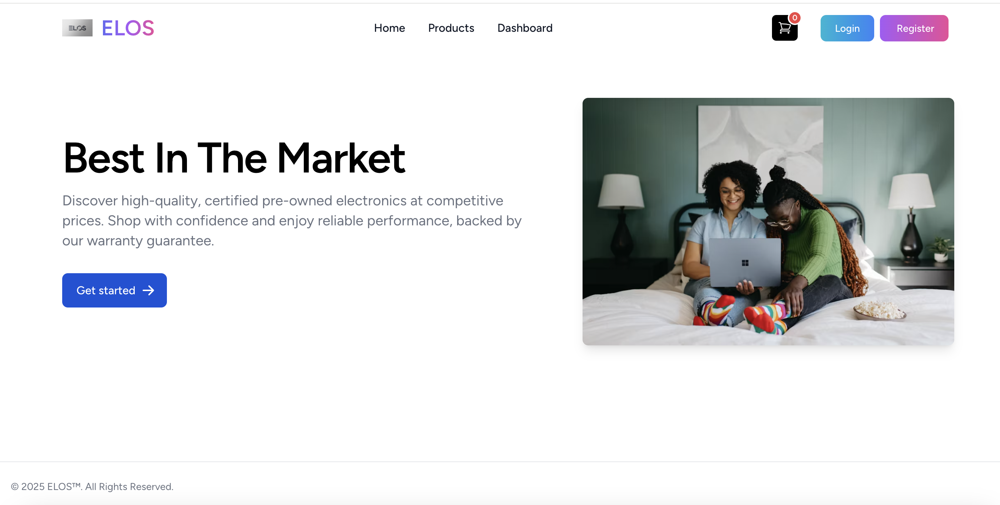 ELOS
ELOS
Home
Products
Dashboard
0
Login
Register
Best In The Market
Discover high-quality, certified pre-owned electronics at competitive
prices. Shop with confidence and enjoy reliable performance, backed by
our warranty guarantee.
Get started →
© 2025 ELOS™. All Rights Reserved.